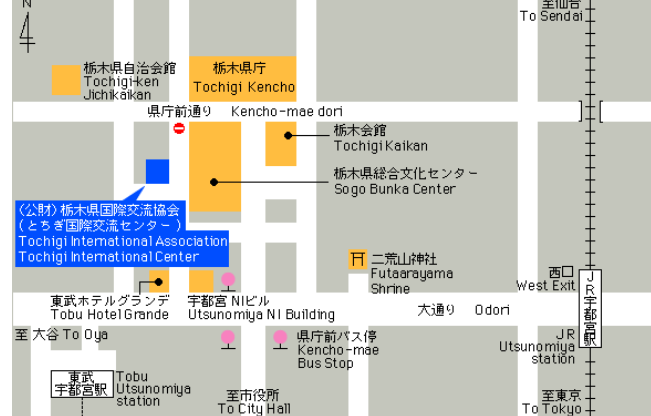 N
至仙台
To Sendai
栃木県自治会館
Tochigi-ken
Jichikaikan
栃木県庁
Tochigi Kencho
県庁前通り Kencho-mae dori
栃木会館
Tochigi Kaikan
栃木県総合文化センター
Sogo Bunka Center
(公財)栃木県国際交流協会
(とちぎ国際交流センター)
Tochigi International Association
Tochigi International Center
二荒山神社
Futaarayama
Shrine
西口
West Exit
JR宇都宮駅
東武ホテルグランデ
Tobu Hotel Grande
宇都宮NIビル
Utsunomiya NI Building
大通り Odori
至 大谷 To Oya
県庁前バス停
Kencho-mae
Bus Stop
JR
Utsunomiya
station
東武
宇都宮駅
Tobu
Utsunomiya
station
至市役所
To City Hall
至東京
To Tokyo